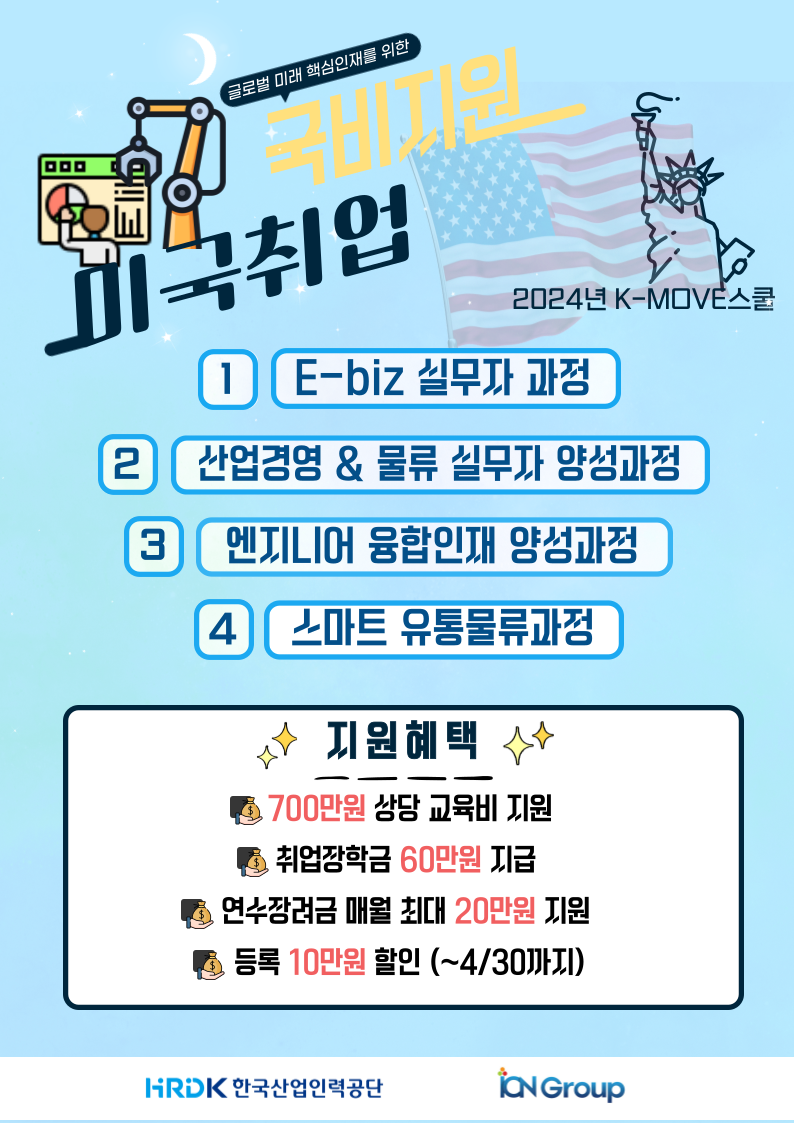 글로벌 미래 핵심인재를 위한
국비지원
미국취업
2024년 K-MOVE스쿨
1 E-biz 실무자 과정
2 산업경영 & 물류 실무자 양성과정
3 엔지니어 융합인재 양성과정
4 스마트 유통물류과정
지원혜택
700만원 상당 교육비 지원
취업장학금 60만원 지급
연수장려금 매월 최대 20만원 지원
등록 10만원 할인 (~4/30까지)
HRDK 한국산업인력공단
ICN Group